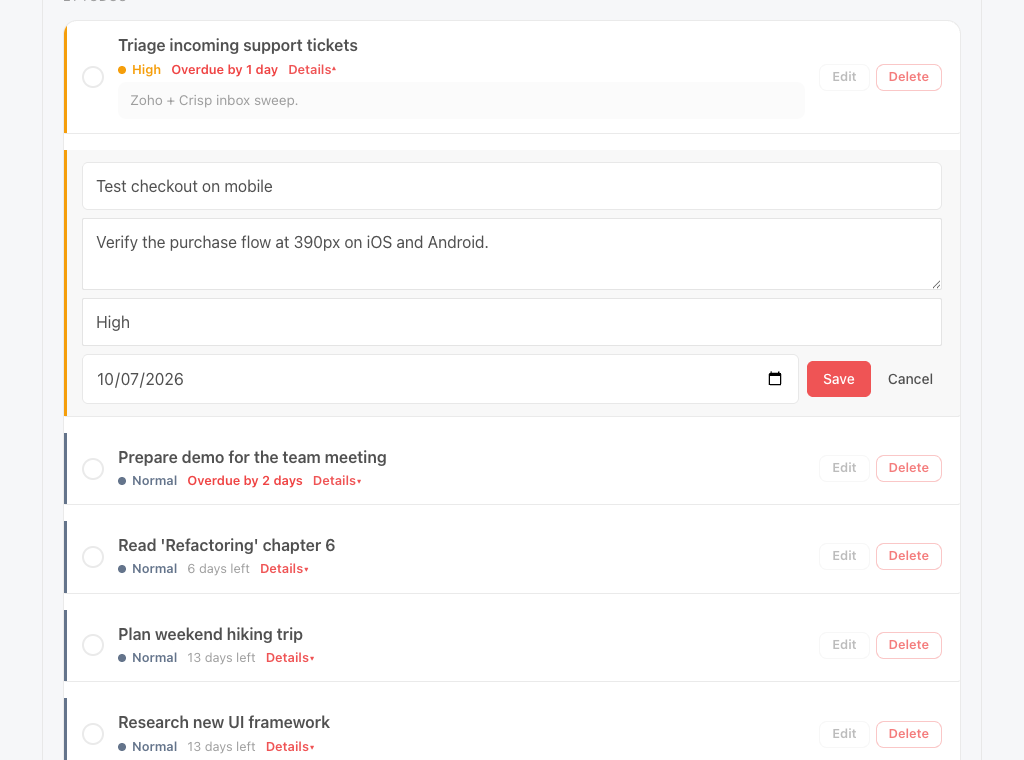 Triage incoming support tickets
High Overdue by 1 day Details
Edit Delete
Zoho + Crisp inbox sweep.
Test checkout on mobile
Verify the purchase flow at 390px on iOS and Android.
High
10/07/2026
Save Cancel
Prepare demo for the team meeting
Normal Overdue by 2 days Details
Edit Delete
Read 'Refactoring' chapter 6
Normal 6 days left Details
Edit Delete
Plan weekend hiking trip
Normal 13 days left Details
Edit Delete
Research new UI framework
Normal 13 days left Details
Edit Delete